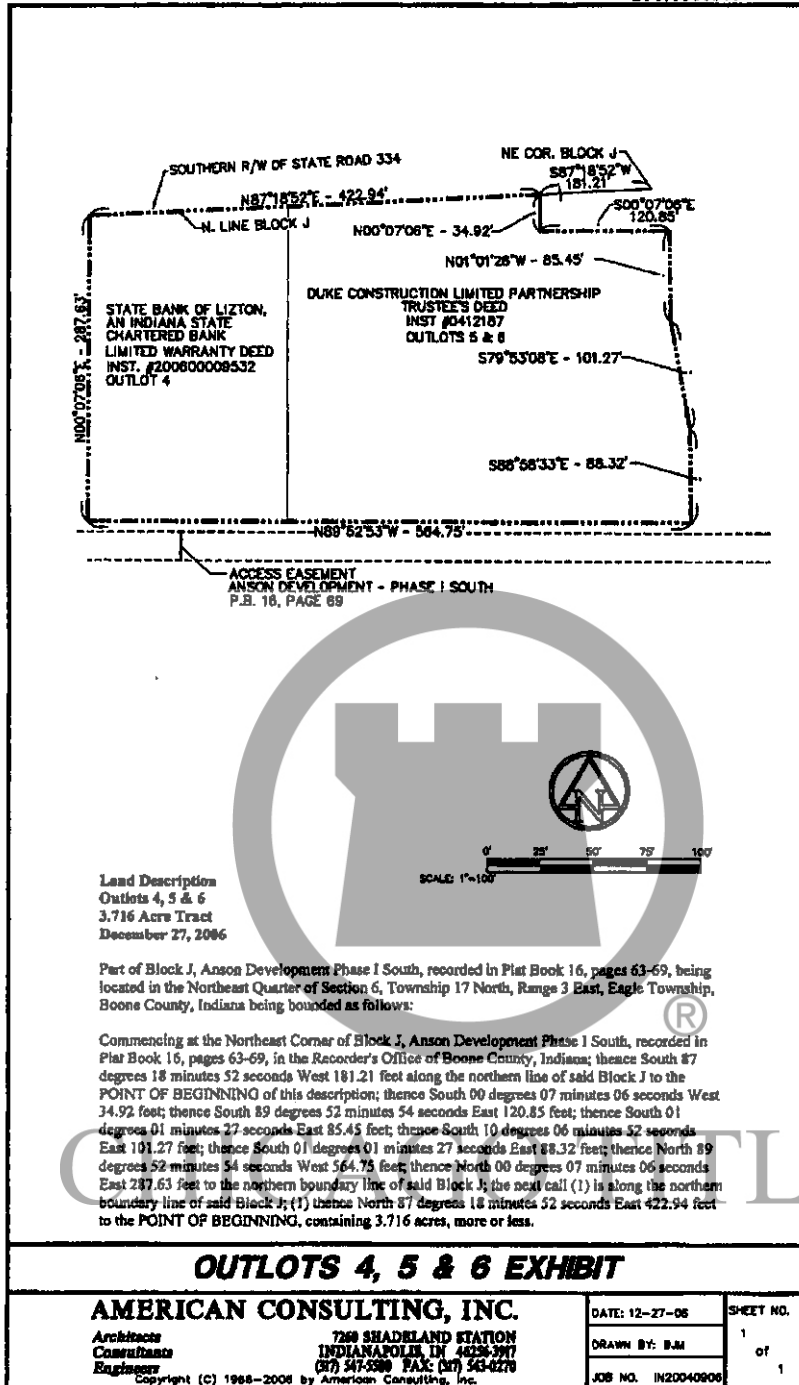 SOUTHERN R/W OF STATE ROAD 334
NE COR. BLOCK J
S87°18'52"W
181.21'
N87°18'52"E - 422.94'
S00°07'06"E
120.85'
N. LINE BLOCK J
N00°07'06"E - 34.92'
N01°01'26"W - 85.45'
N00°07'06"E - 287.63'
STATE BANK OF LIZTON,
AN INDIANA STATE
CHARTERED BANK
LIMITED WARRANTY DEED
INST. #200600009532
OUTLOT 4
DUKE CONSTRUCTION LIMITED PARTNERSHIP
TRUSTEE'S DEED
INST #0412187
OUTLOTS 5 & 6
S79°53'08"E - 101.27'
S88°58'33"E - 88.32'
N89°52'53"W - 564.75'
ACCESS EASEMENT
ANSON DEVELOPMENT - PHASE I SOUTH
P.B. 16, PAGE 69
N
0' 25' 50' 75' 100'
SCALE: 1"=100'
Land Description
Outlots 4, 5 & 6
3.716 Acre Tract
December 27, 2006
Part of Block J, Anson Development Phase I South, recorded in Plat Book 16, pages 63-69, being
located in the Northeast Quarter of Section 6, Township 17 North, Range 3 East, Eagle Township,
Boone County, Indiana being bounded as follows:
®
Commencing at the Northeast Corner of Block J, Anson Development Phase I South, recorded in
Plat Book 16, pages 63-69, in the Recorder's Office of Boone County, Indiana; thence South 87
degrees 18 minutes 52 seconds West 181.21 feet along the northern line of said Block J to the
POINT OF BEGINNING of this description; thence South 00 degrees 07 minutes 06 seconds West
34.92 feet; thence South 89 degrees 52 minutes 54 seconds East 120.85 feet; thence South 01
degrees 01 minutes 27 seconds East 85.45 feet; thence South 10 degrees 06 minutes 52 seconds
East 101.27 feet; thence South 01 degrees 01 minutes 27 seconds East 88.32 feet; thence North 89
degrees 52 minutes 54 seconds West 564.75 feet; thence North 00 degrees 07 minutes 06 seconds
East 287.63 feet to the northern boundary line of said Block J; the next call (1) is along the northern
boundary line of said Block J; (1) thence North 87 degrees 18 minutes 52 seconds East 422.94 feet
to the POINT OF BEGINNING, containing 3.716 acres, more or less.
CHICAGO TITL
OUTLOTS 4, 5 & 6 EXHIBIT
AMERICAN CONSULTING, INC.
Architects
Consultants
Engineers
7260 SHADELAND STATION
INDIANAPOLIS, IN 46256-3917
(317) 547-5580 FAX: (317) 543-0270
Copyright (C) 1968-2006 by American Consulting, Inc.
DATE: 12-27-06
DRAWN BY: BJM
JOB NO. IN20040906
SHEET NO.
1
of
1